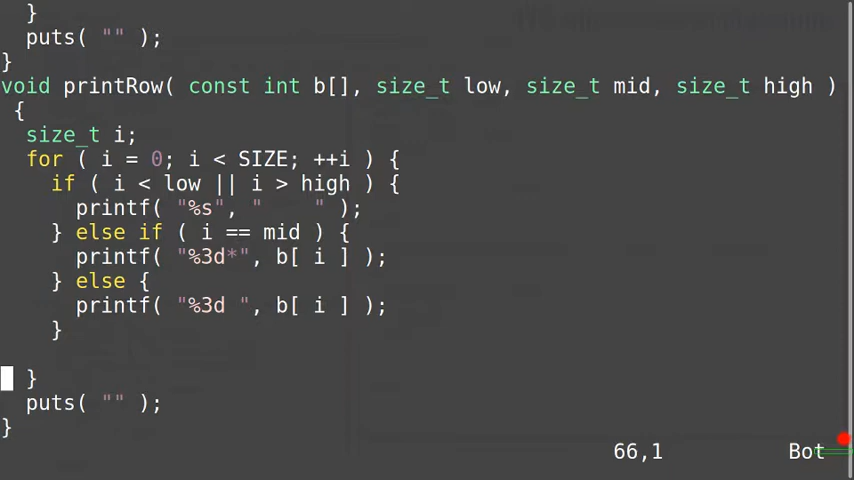 }
  puts( "" );
}
void printRow( const int b[], size_t low, size_t mid, size_t high )
 {
  size_t i;
  for ( i = 0; i < SIZE; ++i ) {
    if ( i < low || i > high ) {
      printf( "%s", "    " );
    } else if ( i == mid ) {
      printf( "%3d*", b[ i ] );
    } else {
      printf( "%3d ", b[ i ] );
    }
  }
  puts( "" );
}
66,1 Bot